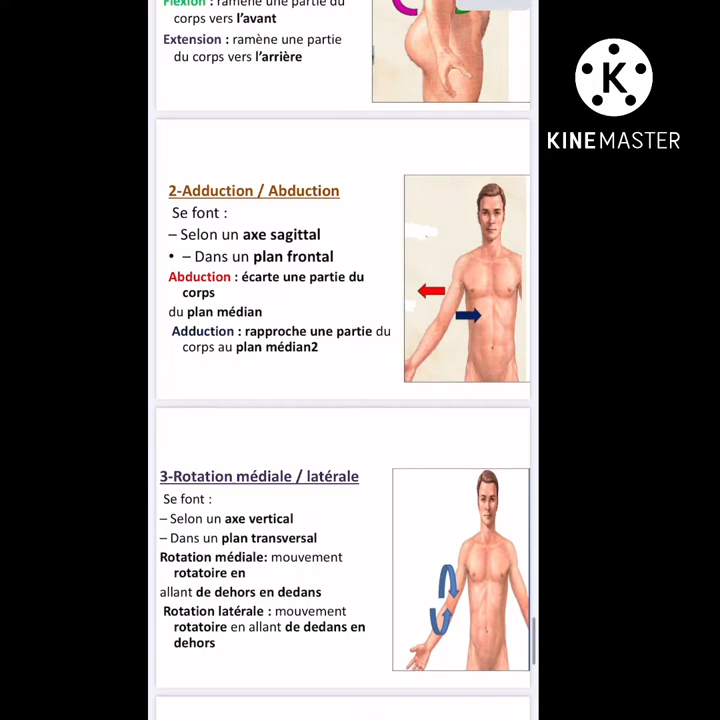 Flexion : ramène une partie du
corps vers l'avant
Extension : ramène une partie
du corps vers l'arrière
K
KINEMASTER
2-Adduction / Abduction
Se font :
– Selon un axe sagittal
• – Dans un plan frontal
Abduction : écarte une partie du
corps
du plan médian
Adduction : rapproche une partie du
corps au plan médian2
3-Rotation médiale / latérale
Se font :
– Selon un axe vertical
– Dans un plan transversal
Rotation médiale: mouvement
rotatoire en
allant de dehors en dedans
Rotation latérale : mouvement
rotatoire en allant de dedans en
dehors